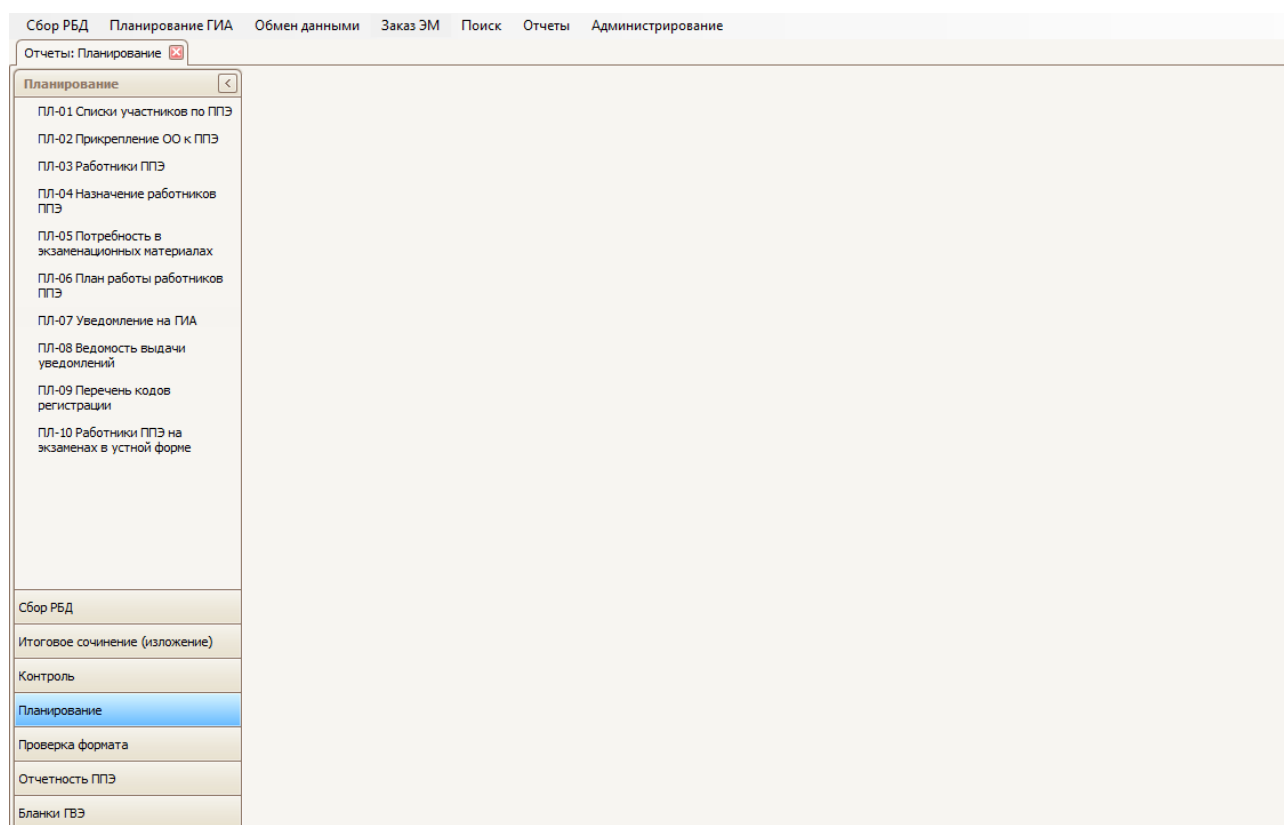 Сбор РБД Планирование ГИА Обмен данными Заказ ЭМ Поиск Отчеты Администрирование
Отчеты: Планирование
Планирование
ПЛ-01 Списки участников по ППЭ
ПЛ-02 Прикрепление ОО к ППЭ
ПЛ-03 Работники ППЭ
ПЛ-04 Назначение работников
ППЭ
ПЛ-05 Потребность в
экзаменационных материалах
ПЛ-06 План работы работников
ППЭ
ПЛ-07 Уведомление на ГИА
ПЛ-08 Ведомость выдачи
уведомлений
ПЛ-09 Перечень кодов
регистрации
ПЛ-10 Работники ППЭ на
экзаменах в устной форме
Сбор РБД
Итоговое сочинение (изложение)
Контроль
Планирование
Проверка формата
Отчетность ППЭ
Бланки ГВЭ